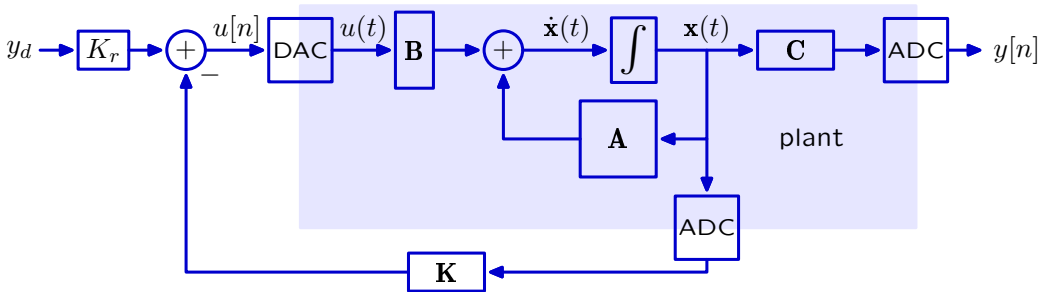 y_d K_r + − u[n] DAC u(t) B + ẋ(t) ∫ x(t) C ADC y[n]
A plant
ADC
K